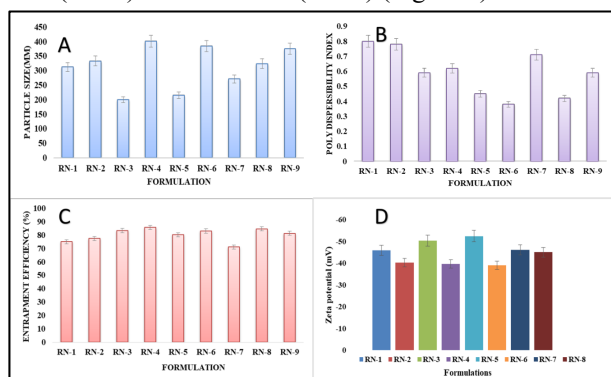 A
PARTICLE SIZE(MM)
450
400
350
300
250
200
150
100
50
0
RN-1 RN-2 RN-3 RN-4 RN-5 RN-6 RN-7 RN-8 RN-9
FORMULATION
B
POLY DISPERSIBILITY INDEX
0.9
0.8
0.7
0.6
0.5
0.4
0.3
0.2
0.1
0
RN-1 RN-2 RN-3 RN-4 RN-5 RN-6 RN-7 RN-8 RN-9
FORMULATION
C
ENTRAPMENT EFFICIENCY (%)
100
90
80
70
60
50
40
30
20
10
0
RN-1 RN-2 RN-3 RN-4 RN-5 RN-6 RN-7 RN-8 RN-9
FORMULATION
D
Zeta potential (mV)
-60
-50
-40
-30
-20
-10
0
RN-1 RN-2 RN-3 RN-4 RN-5 RN-6 RN-7 RN-8
Formulations